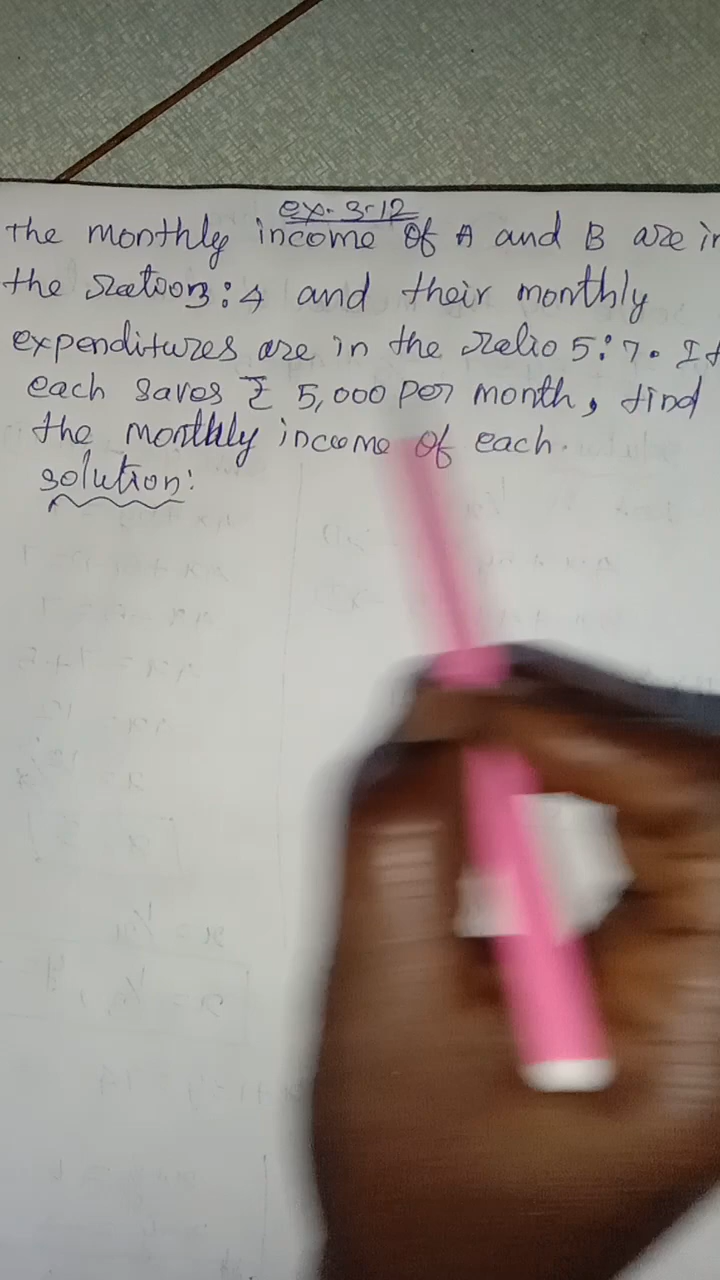 ex. 3.12
The monthly income of A and B are in
the ratio 3:4 and their monthly
expenditures are in the ratio 5:7. If
each saves ₹ 5,000 per month, find
the monthly income of each.
solution: